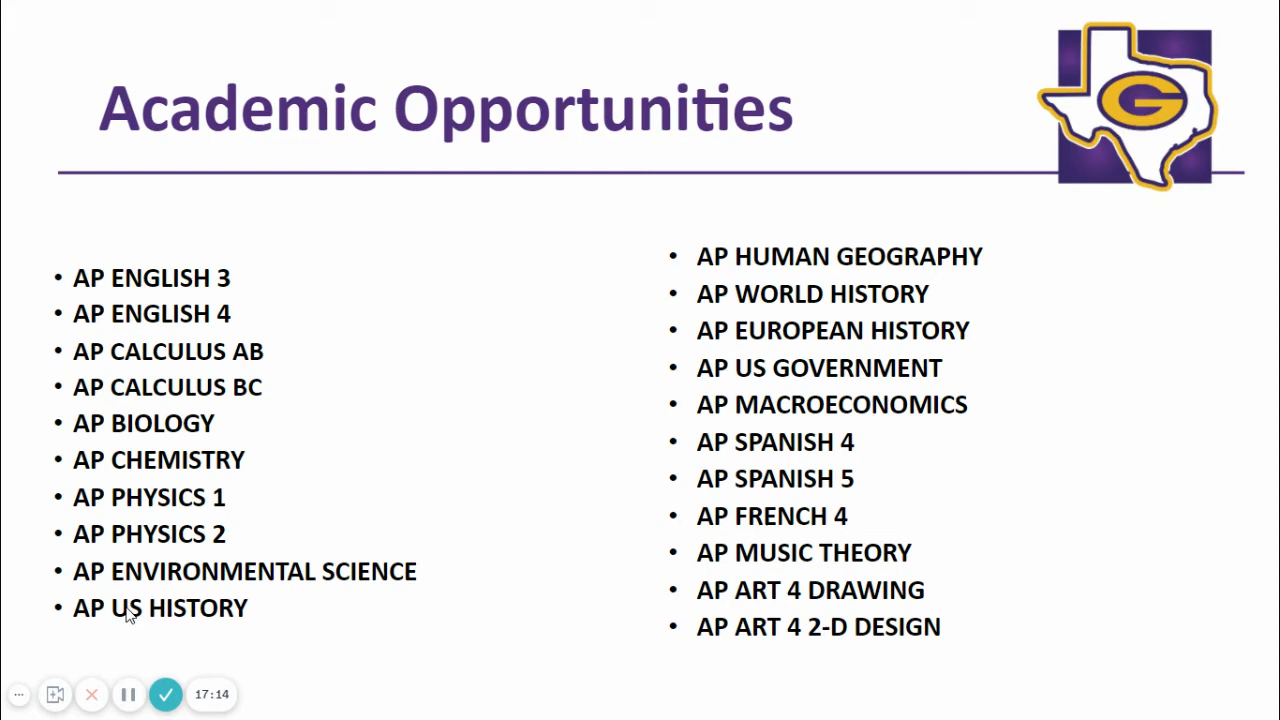 Academic Opportunities
G
• AP ENGLISH 3
• AP ENGLISH 4
• AP CALCULUS AB
• AP CALCULUS BC
• AP BIOLOGY
• AP CHEMISTRY
• AP PHYSICS 1
• AP PHYSICS 2
• AP ENVIRONMENTAL SCIENCE
• AP US HISTORY
• AP HUMAN GEOGRAPHY
• AP WORLD HISTORY
• AP EUROPEAN HISTORY
• AP US GOVERNMENT
• AP MACROECONOMICS
• AP SPANISH 4
• AP SPANISH 5
• AP FRENCH 4
• AP MUSIC THEORY
• AP ART 4 DRAWING
• AP ART 4 2-D DESIGN
17:14